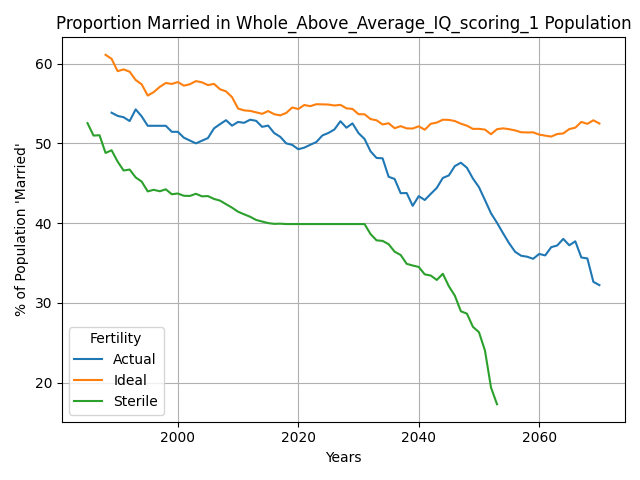 Proportion Married in Whole_Above_Average_IQ_scoring_1 Population
% of Population 'Married'
60
50
40
30
20
Fertility
Actual
Ideal
Sterile
2000 2020 2040 2060
Years